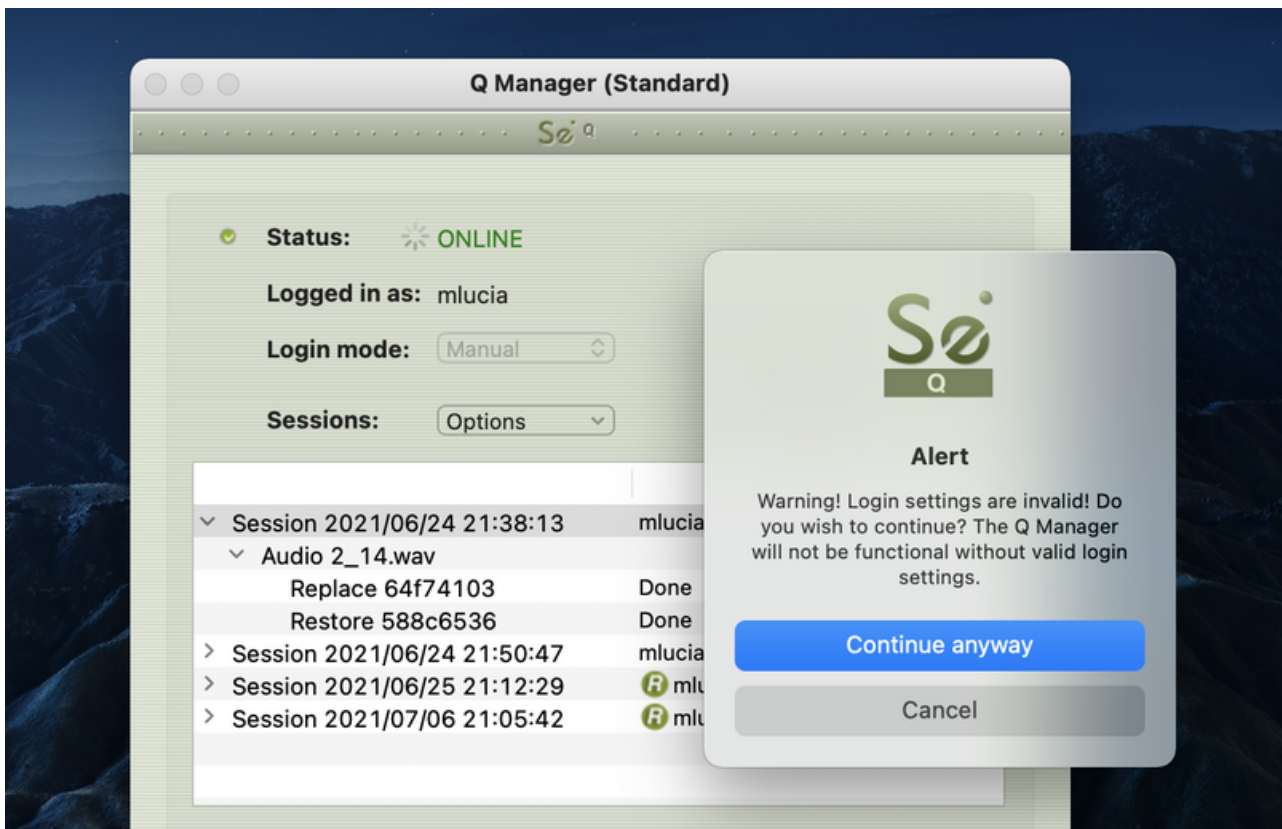 Q Manager (Standard)
Se Q
Status: ONLINE
Logged in as: mlucia
Login mode: Manual
Sessions: Options
Session 2021/06/24 21:38:13 mlucia
Audio 2_14.wav
Replace 64f74103 Done
Restore 588c6536 Done
Session 2021/06/24 21:50:47 mlucia
Session 2021/06/25 21:12:29 R
Session 2021/07/06 21:05:42 R
Se
Q
Alert
Warning! Login settings are invalid! Do
you wish to continue? The Q Manager
will not be functional without valid login
settings.
Continue anyway
Cancel